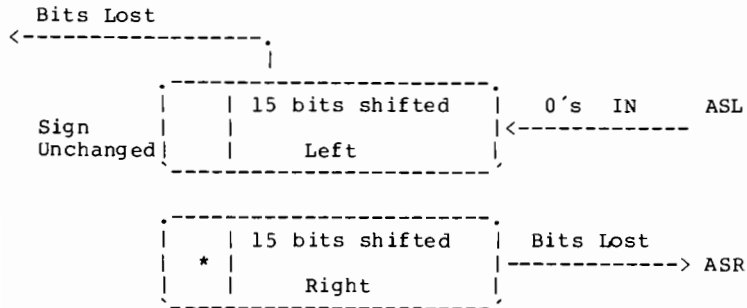 Bits Lost
15 bits shifted 0´s IN ASL
Sign
Unchanged Left
15 bits shifted Bits Lost
* ASR
Right